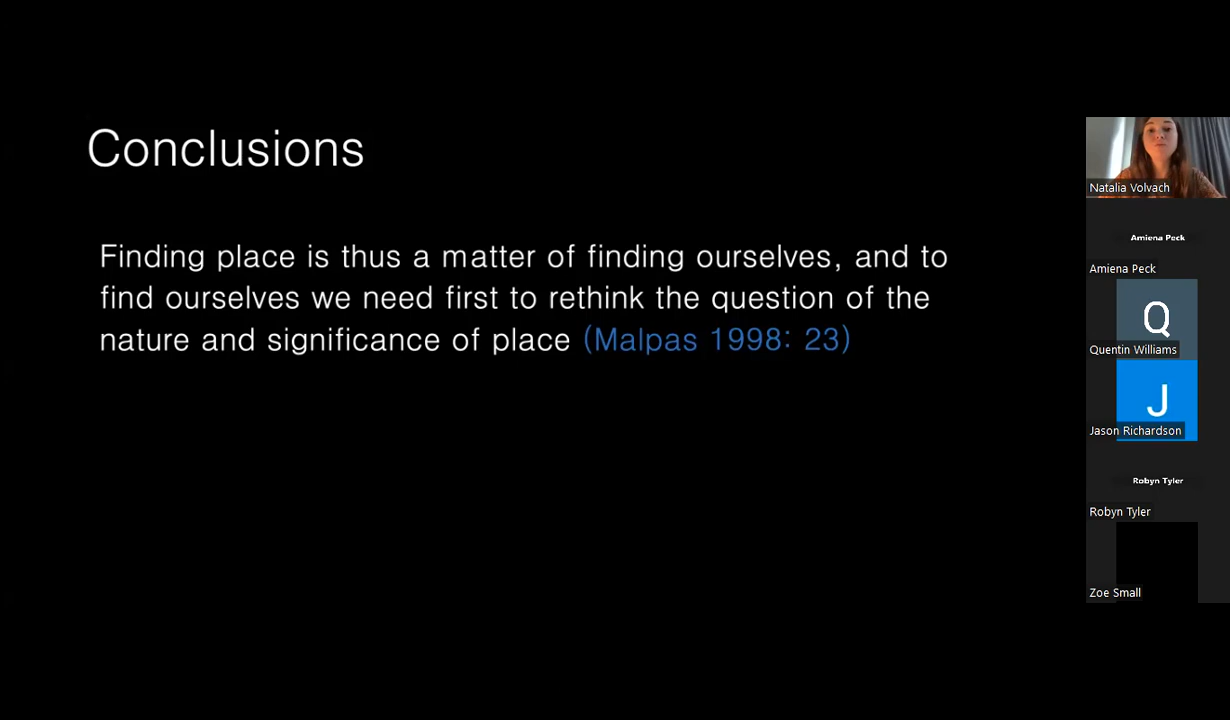 Conclusions
Finding place is thus a matter of finding ourselves, and to
find ourselves we need first to rethink the question of the
nature and significance of place (Malpas 1998: 23)
Natalia Volvach
Amiena Peck
Amiena Peck
Q
Quentin Williams
J
Jason Richardson
Robyn Tyler
Robyn Tyler
Zoe Small